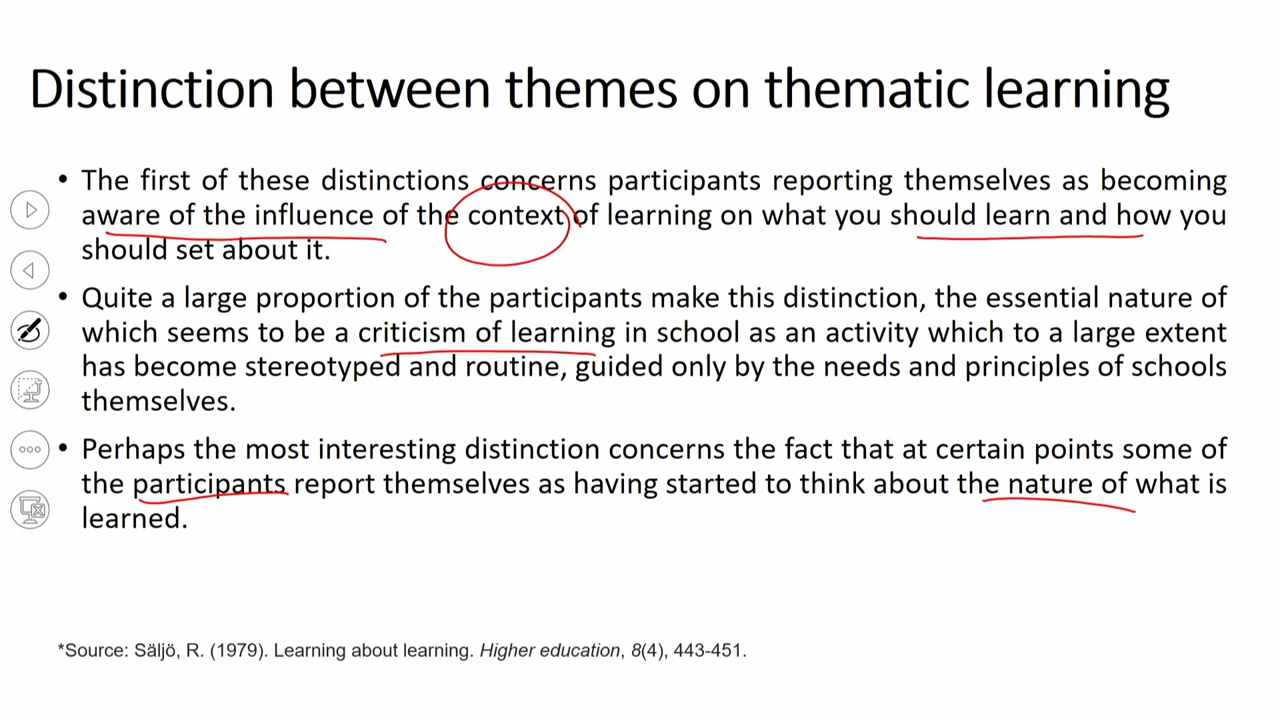 Distinction between themes on thematic learning
• The first of these distinctions concerns participants reporting themselves as becoming
aware of the influence of the context of learning on what you should learn and how you
should set about it.
• Quite a large proportion of the participants make this distinction, the essential nature of
which seems to be a criticism of learning in school as an activity which to a large extent
has become stereotyped and routine, guided only by the needs and principles of schools
themselves.
• Perhaps the most interesting distinction concerns the fact that at certain points some of
the participants report themselves as having started to think about the nature of what is
learned.
*Source: Säljö, R. (1979). Learning about learning. Higher education, 8(4), 443-451.